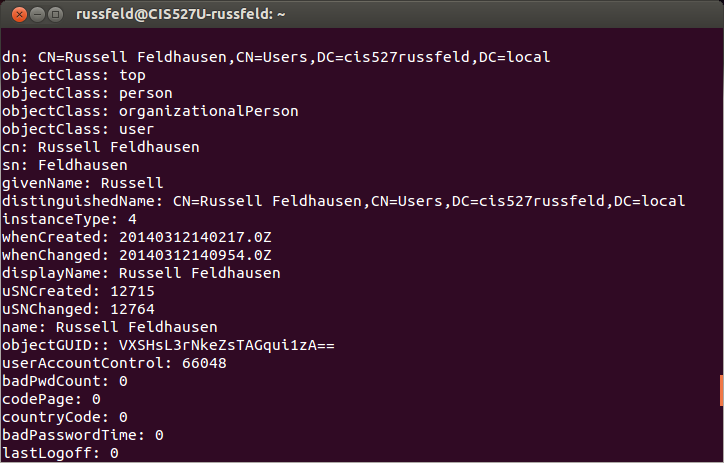 russfeld@CIS527U-russfeld: ~
dn: CN=Russell Feldhausen,CN=Users,DC=cis527russfeld,DC=local
objectClass: top
objectClass: person
objectClass: organizationalPerson
objectClass: user
cn: Russell Feldhausen
sn: Feldhausen
givenName: Russell
distinguishedName: CN=Russell Feldhausen,CN=Users,DC=cis527russfeld,DC=local
instanceType: 4
whenCreated: 20140312140217.0Z
whenChanged: 20140312140954.0Z
displayName: Russell Feldhausen
uSNCreated: 12715
uSNChanged: 12764
name: Russell Feldhausen
objectGUID:: VXSHsL3rNkeZsTAGqui1zA==
userAccountControl: 66048
badPwdCount: 0
codePage: 0
countryCode: 0
badPasswordTime: 0
lastLogoff: 0